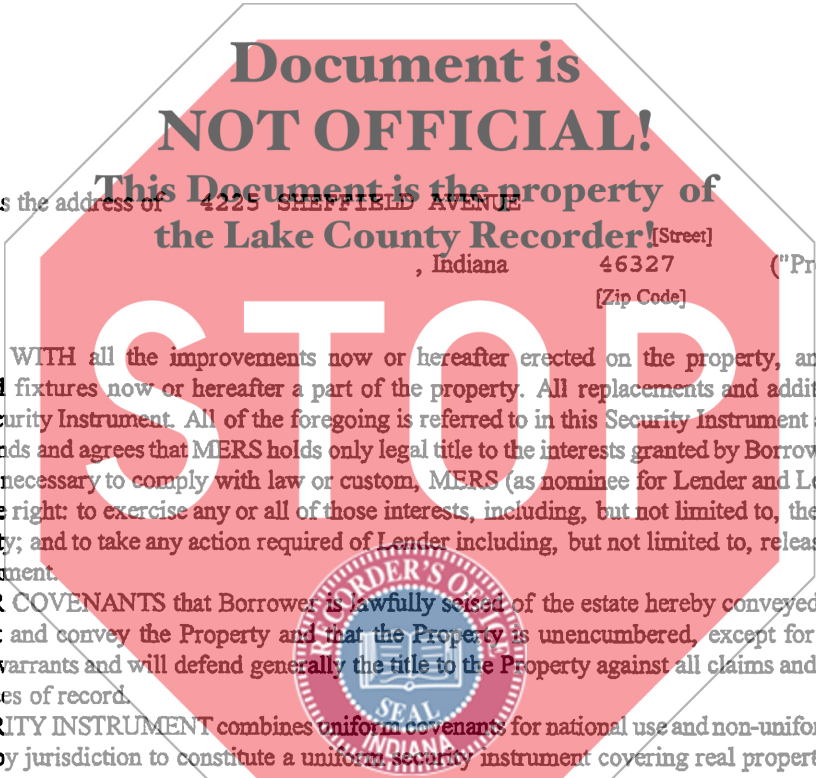 Document is
NOT OFFICIAL!
This Document is the property of
the Lake County Recorder!
s the address of 4225 SHEFFIELD AVENUE
[Street]
, Indiana 46327 ("Pr
[Zip Code]
STOP
WITH all the improvements now or hereafter erected on the property, an
fixtures now or hereafter a part of the property. All replacements and addit
urity Instrument. All of the foregoing is referred to in this Security Instrument
nds and agrees that MERS holds only legal title to the interests granted by Borrow
necessary to comply with law or custom, MERS (as nominee for Lender and Le
right: to exercise any or all of those interests, including, but not limited to, the
y; and to take any action required of Lender including, but not limited to, releas
ment.
R COVENANTS that Borrower is lawfully seised of the estate hereby conveyed
and convey the Property and that the Property is unencumbered, except for
warrants and will defend generally the title to the Property against all claims and
es of record.
RITY INSTRUMENT combines uniform covenants for national use and non-unifor
by jurisdiction to constitute a uniform security instrument covering real propert
RECORDER'S OFFICE
SEAL
INDIANA